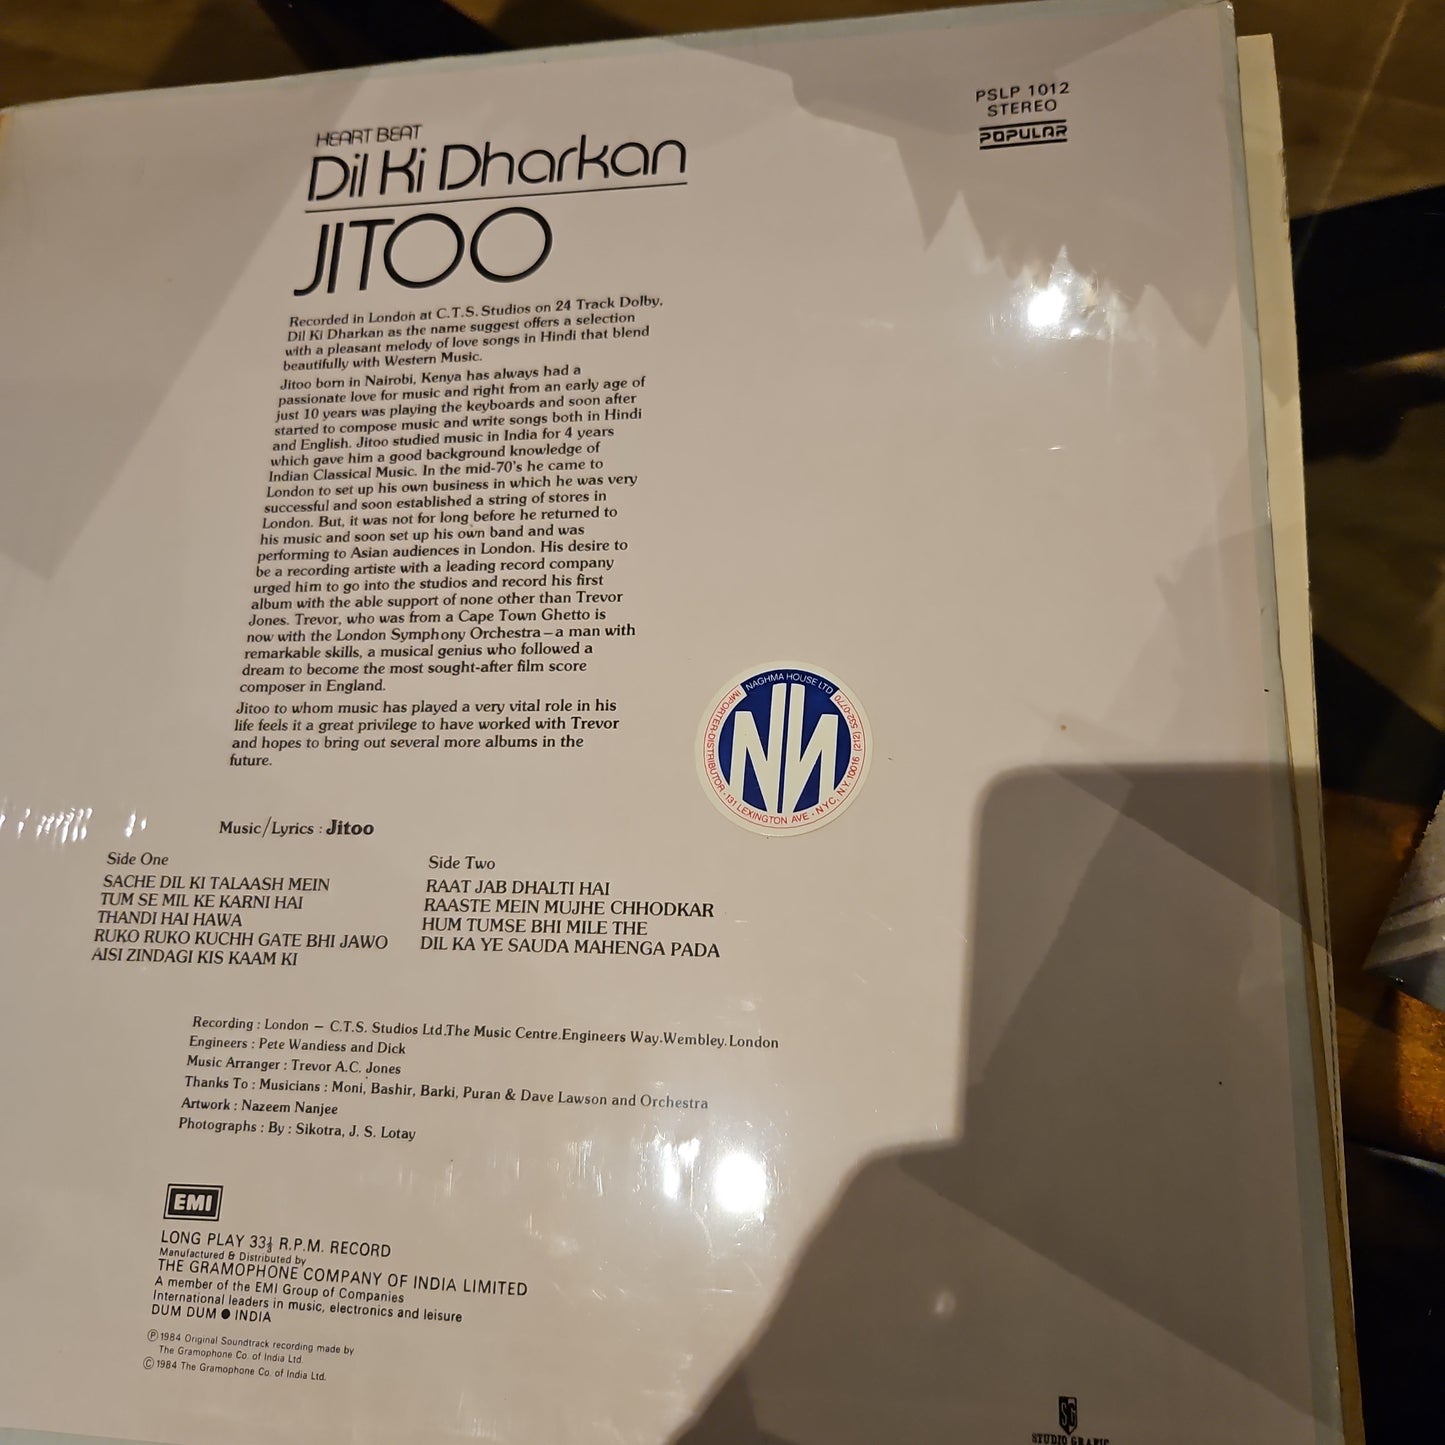 PSLP 1012
STEREO
POPULAR
HEART BEAT
Dil Ki Dharkan
JITOO
Recorded in London at C.T.S. Studios on 24 Track Dolby.
Dil Ki Dharkan as the name suggest offers a selection
with a pleasant melody of love songs in Hindi that blend
beautifully with Western Music.
Jitoo born in Nairobi, Kenya has always had a
passionate love for music and right from an early age of
just 10 years was playing the keyboards and soon after
started to compose music and write songs both in Hindi
and English. Jitoo studied music in India for 4 years
which gave him a good background knowledge of
Indian Classical Music. In the mid-70's he came to
London to set up his own business in which he was very
successful and soon established a string of stores in
London. But, it was not for long before he returned to
his music and soon set up his own band and was
performing to Asian audiences in London. His desire to
be a recording artiste with a leading record company
urged him to go into the studios and record his first
album with the able support of none other than Trevor
Jones. Trevor, who was from a Cape Town Ghetto is
now with the London Symphony Orchestra – a man with
remarkable skills, a musical genius who followed a
dream to become the most sought-after film score
composer in England.
Jitoo to whom music has played a very vital role in his
life feels it a great privilege to have worked with Trevor
and hopes to bring out several more albums in the
future.
NAGHMA HOUSE LTD
IMPORTER-DISTRIBUTOR • 131 LEXINGTON AVE • N.Y.C. N.Y. 10016 (212) 532-0770
NN
Music/Lyrics : Jitoo
Side One
SACHE DIL KI TALAASH MEIN
TUM SE MIL KE KARNI HAI
THANDI HAI HAWA
RUKO RUKO KUCHH GATE BHI JAWO
AISI ZINDAGI KIS KAAM KI
Side Two
RAAT JAB DHALTI HAI
RAASTE MEIN MUJHE CHHODKAR
HUM TUMSE BHI MILE THE
DIL KA YE SAUDA MAHENGA PADA
Recording : London – C.T.S. Studios Ltd.The Music Centre.Engineers Way.Wembley.London
Engineers : Pete Wandiess and Dick
Music Arranger : Trevor A.C. Jones
Thanks To : Musicians : Moni, Bashir, Barki, Puran & Dave Lawson and Orchestra
Artwork : Nazeem Nanjee
Photographs : By : Sikotra, J. S. Lotay
EMI
LONG PLAY 33⅓ R.P.M. RECORD
Manufactured & Distributed by
THE GRAMOPHONE COMPANY OF INDIA LIMITED
A member of the EMI Group of Companies
International leaders in music, electronics and leisure
DUM DUM ● INDIA
Ⓟ 1984 Original Soundtrack recording made by
The Gramophone Co. of India Ltd.
© 1984 The Gramophone Co. of India Ltd.
SG
STUDIO GRAFIC